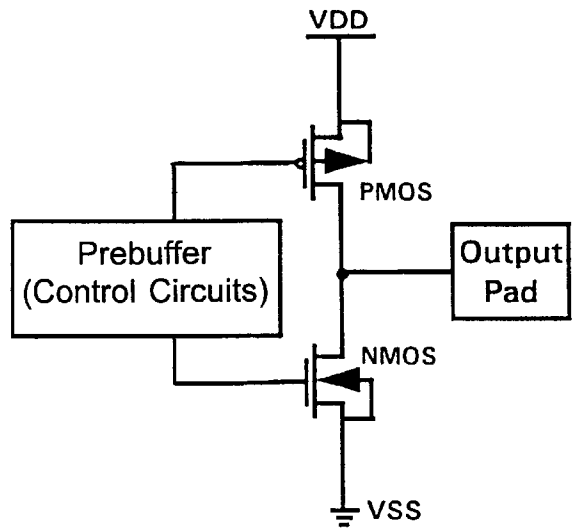 VDD
PMOS
Prebuffer
(Control Circuits)
Output
Pad
NMOS
VSS